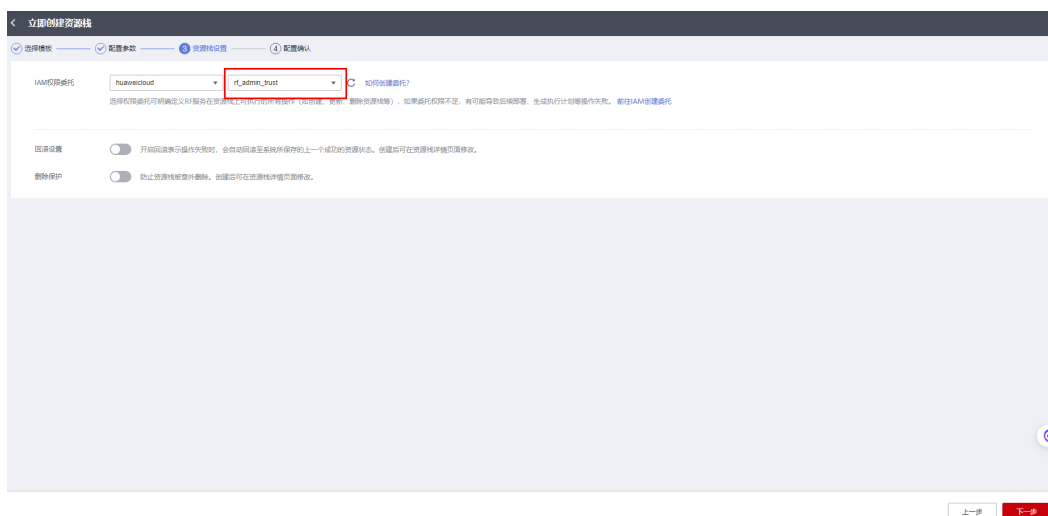 立即创建资源栈
选择模板 配置参数 3 资源栈设置 4 配置确认
IAM权限委托 huaweicloud rf_admin_trust 如何创建委托?
选择权限委托可明确定义RF服务在资源栈上可执行的所有操作（如创建、更新、删除资源栈等），如果委托权限不足，有可能导致后续部署、生成执行计划等操作失败。 前往IAM创建委托
回滚设置 开启回滚表示操作失败时，会自动回滚至系统所保存的上一个成功的资源状态。创建后可在资源栈详情页面修改。
删除保护 防止资源栈被意外删除。创建后可在资源栈详情页面修改。
上一步 下一步